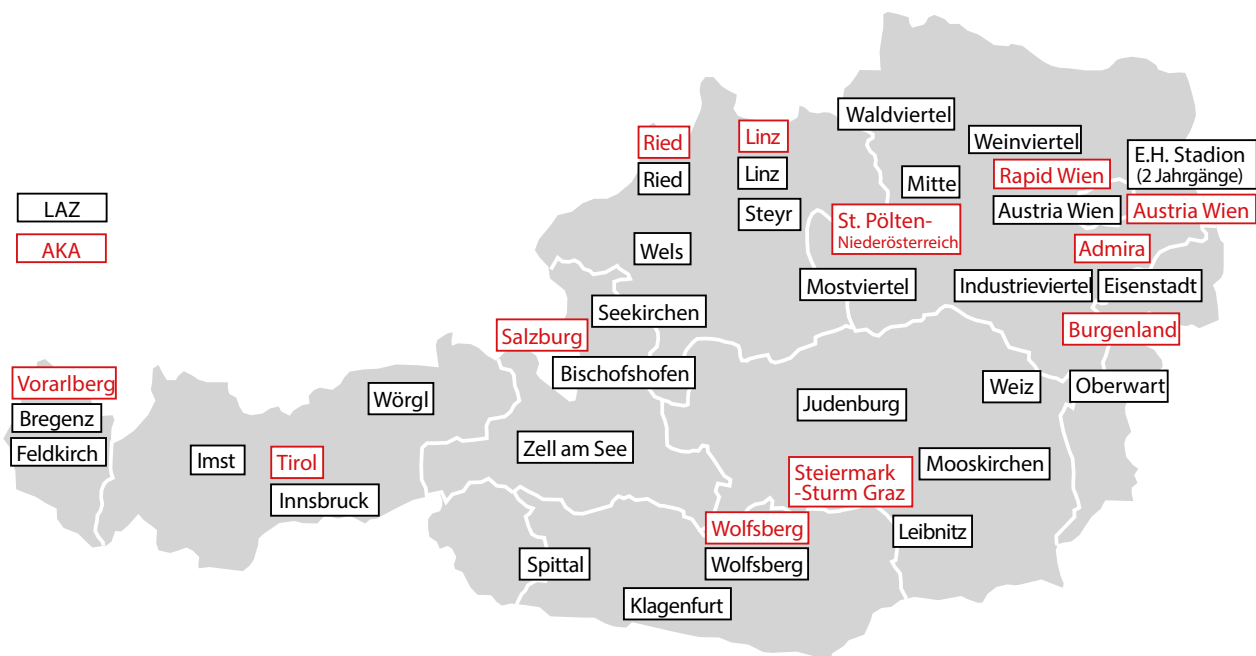 LAZ
AKA
Waldviertel
Ried
Linz
Weinviertel
E.H. Stadion
(2 Jahrgänge)
Ried
Linz
Mitte
Rapid Wien
Steyr
St. Pölten-
Niederösterreich
Austria Wien
Austria Wien
Wels
Admira
Mostviertel
Industrieviertel
Eisenstadt
Seekirchen
Salzburg
Burgenland
Bischofshofen
Vorarlberg
Bregenz
Feldkirch
Wörgl
Judenburg
Weiz
Oberwart
Imst
Tirol
Innsbruck
Zell am See
Steiermark
-Sturm Graz
Mooskirchen
Wolfsberg
Leibnitz
Spittal
Wolfsberg
Klagenfurt